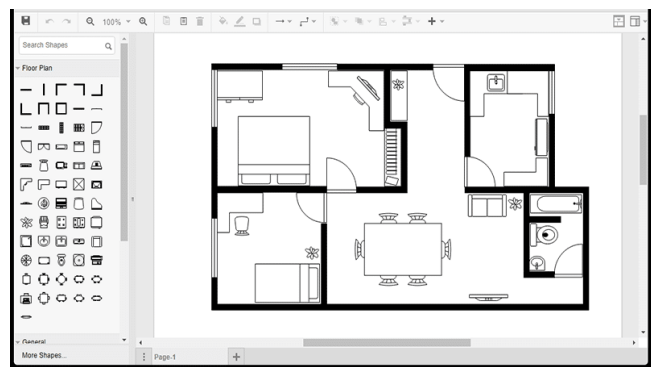 100%
Search Shapes
Floor Plan
General
More Shapes...
Page-1